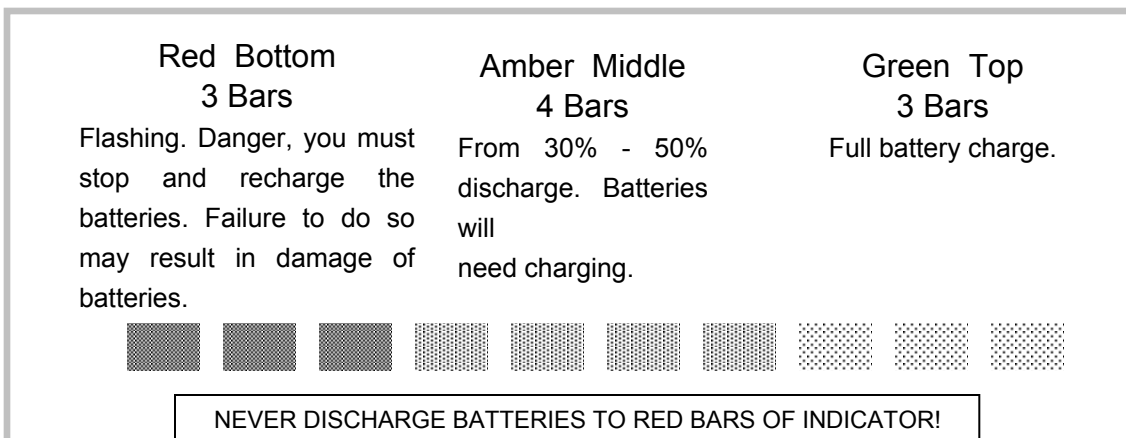 Red Bottom
3 Bars
Flashing. Danger, you must
stop and recharge the
batteries. Failure to do so
may result in damage of
batteries.
Amber Middle
4 Bars
From 30% - 50%
discharge. Batteries
will
need charging.
Green Top
3 Bars
Full battery charge.
NEVER DISCHARGE BATTERIES TO RED BARS OF INDICATOR!